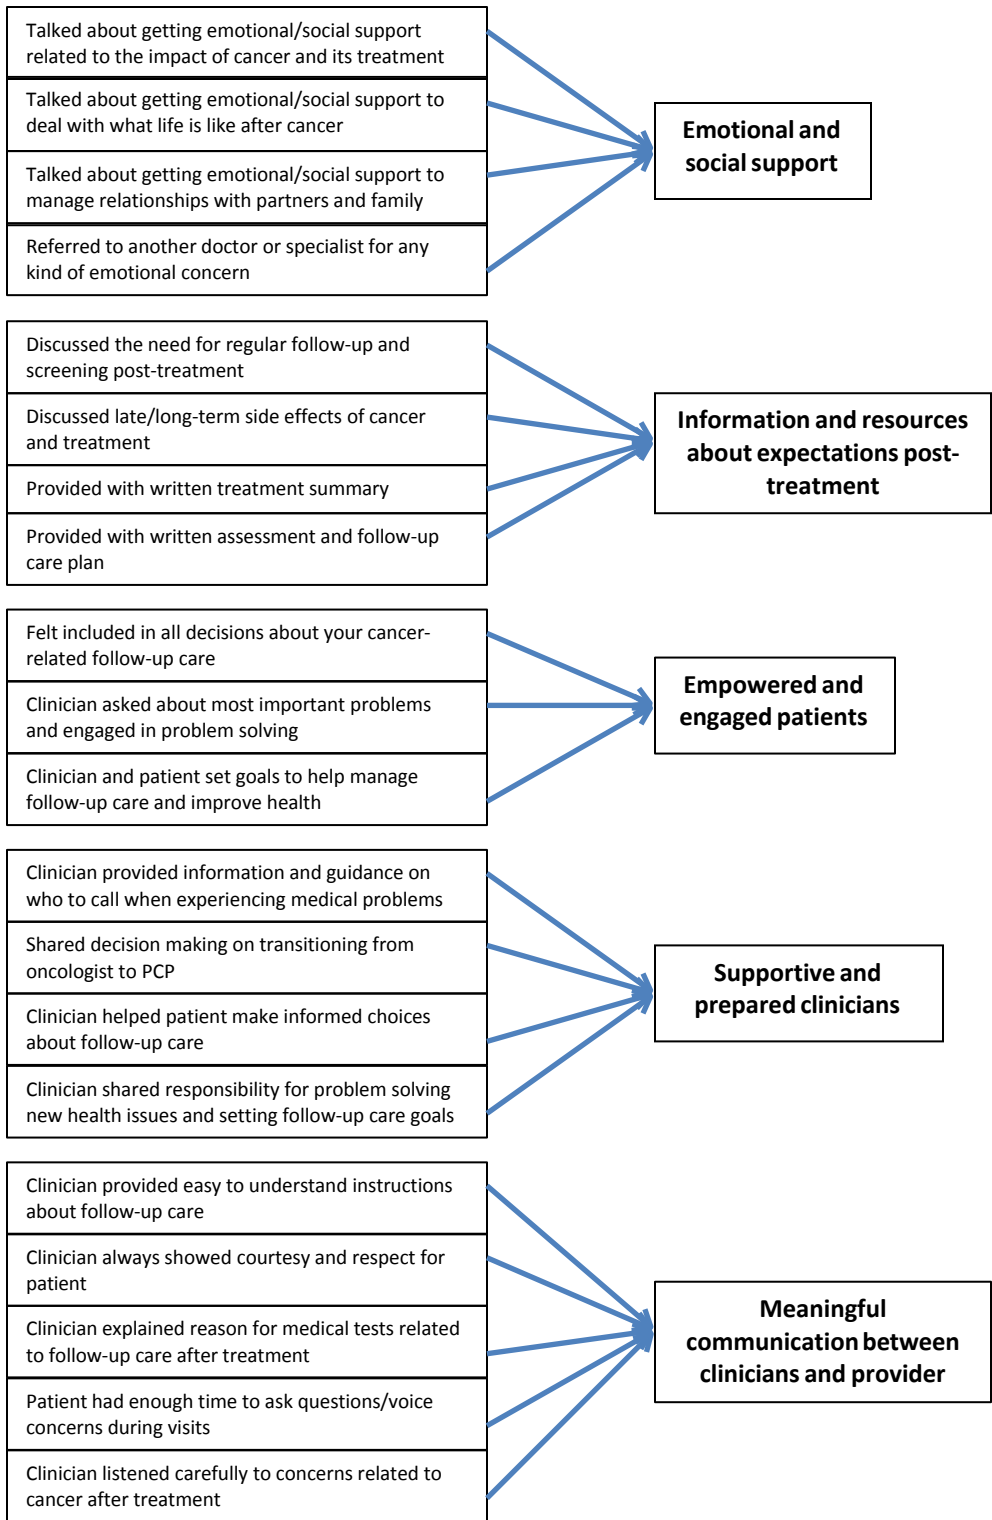 Talked about getting emotional/social support
related to the impact of cancer and its treatment
Talked about getting emotional/social support to
deal with what life is like after cancer
Talked about getting emotional/social support to
manage relationships with partners and family
Referred to another doctor or specialist for any
kind of emotional concern
Emotional and
social support
Discussed the need for regular follow-up and
screening post-treatment
Discussed late/long-term side effects of cancer
and treatment
Provided with written treatment summary
Provided with written assessment and follow-up
care plan
Information and resources
about expectations post-
treatment
Felt included in all decisions about your cancer-
related follow-up care
Clinician asked about most important problems
and engaged in problem solving
Clinician and patient set goals to help manage
follow-up care and improve health
Empowered and
engaged patients
Clinician provided information and guidance on
who to call when experiencing medical problems
Shared decision making on transitioning from
oncologist to PCP
Clinician helped patient make informed choices
about follow-up care
Clinician shared responsibility for problem solving
new health issues and setting follow-up care goals
Supportive and
prepared clinicians
Clinician provided easy to understand instructions
about follow-up care
Clinician always showed courtesy and respect for
patient
Clinician explained reason for medical tests related
to follow-up care after treatment
Patient had enough time to ask questions/voice
concerns during visits
Clinician listened carefully to concerns related to
cancer after treatment
Meaningful
communication between
clinicians and provider